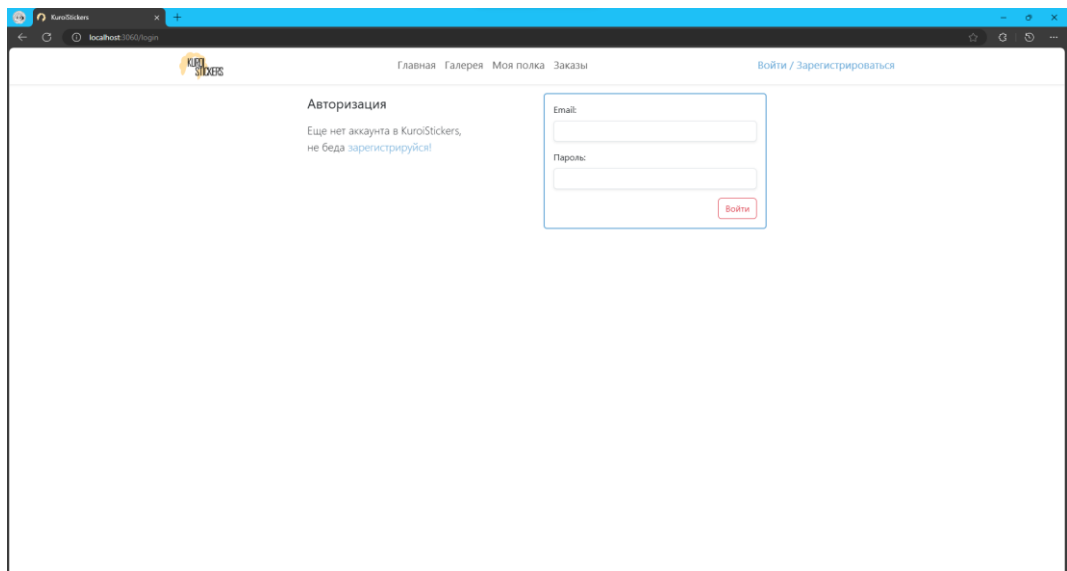 KuroiStickers
localhost:3060/login
KUROI
STICKERS
Главная Галерея Моя полка Заказы
Войти / Зарегистрироваться
Авторизация
Еще нет аккаунта в KuroiStickers,
не беда зарегистрируйся!
Email:
Пароль:
Войти